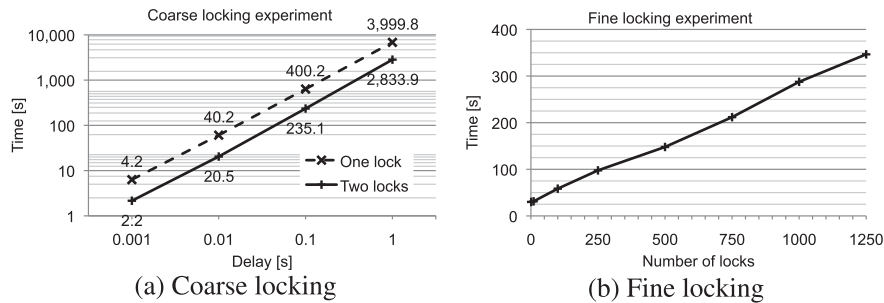 Coarse locking experiment
3,999.8
10,000
1,000
400.2
2,833.9
Time [s]
100
40.2
235.1
10
4.2
20.5
One lock
Two locks
1
2.2
0.001 0.01 0.1 1
Delay [s]
(a) Coarse locking
Fine locking experiment
400
300
Time [s]
200
100
0
0 250 500 750 1000 1250
Number of locks
(b) Fine locking